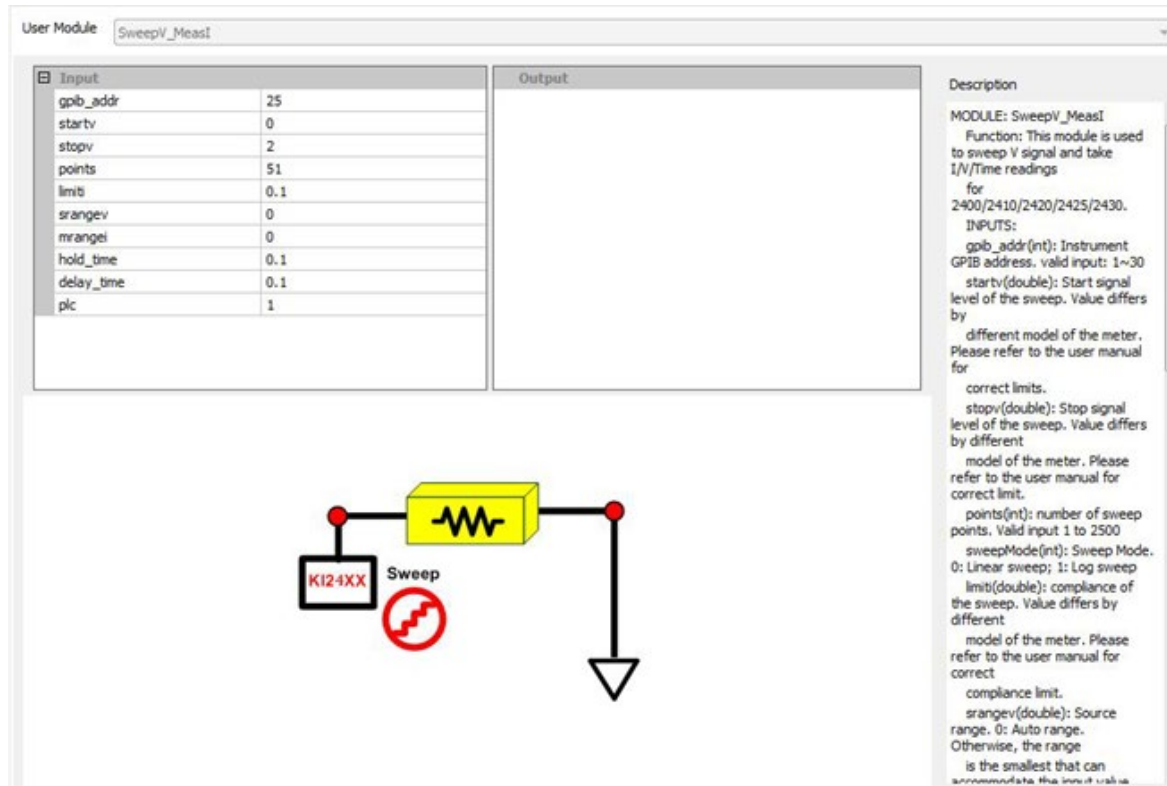 User Module SweepV_MeasI
Input
gpib_addr 25
startv 0
stopv 2
points 51
limiti 0.1
srangev 0
mrangei 0
hold_time 0.1
delay_time 0.1
plc 1
Output
KI24XX
Sweep
Description
MODULE: SweepV_MeasI
Function: This module is used
to sweep V signal and take
I/V/Time readings
for
2400/2410/2420/2425/2430.
INPUTS:
gpib_addr(int): Instrument
GPIB address. valid input: 1~30
startv(double): Start signal
level of the sweep. Value differs
by
different model of the meter.
Please refer to the user manual
for
correct limits.
stopv(double): Stop signal
level of the sweep. Value differs
by different
model of the meter. Please
refer to the user manual for
correct limit.
points(int): number of sweep
points. Valid input 1 to 2500
sweepMode(int): Sweep Mode.
0: Linear sweep; 1: Log sweep
limiti(double): compliance of
the sweep. Value differs by
different
model of the meter. Please
refer to the user manual for
correct
compliance limit.
srangev(double): Source
range. 0: Auto range.
Otherwise, the range
is the smallest that can
accommodate the input value